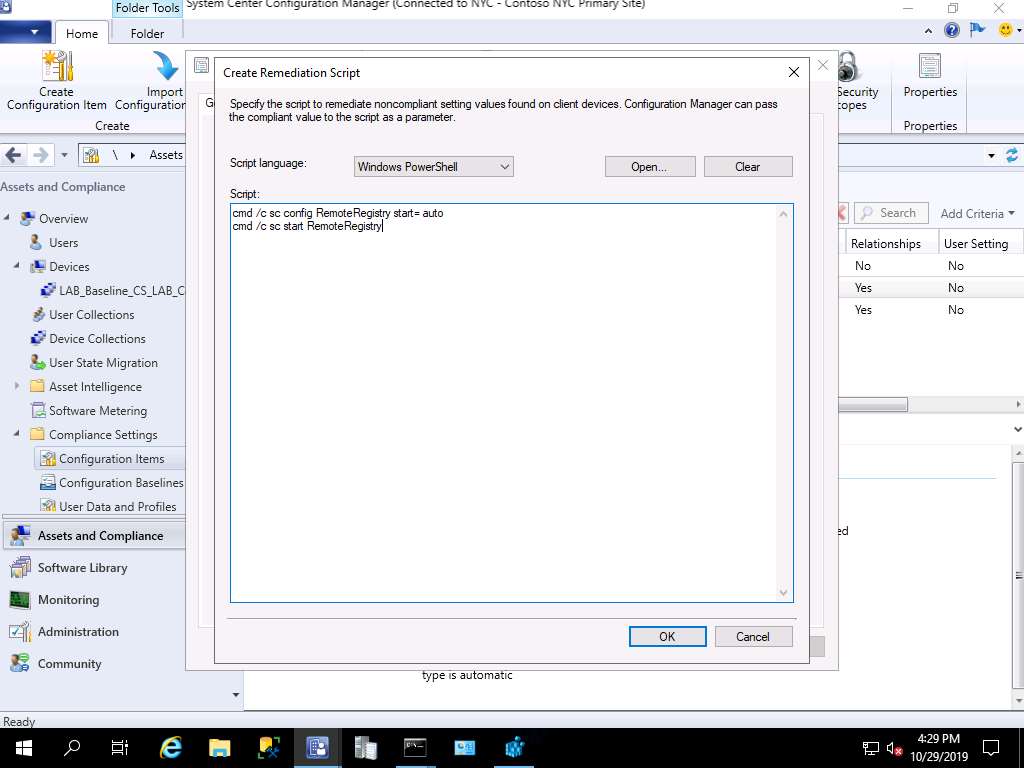 Folder Tools
System Center Configuration Manager (Connected to NYC - Contoso NYC Primary Site)
Home
Folder
Create
Configuration Item
Import
Configuration
Create
Security
Scopes
Properties
Properties
\
Assets
Assets and Compliance
Overview
Users
Devices
LAB_Baseline_CS_LAB_C
User Collections
Device Collections
User State Migration
Asset Intelligence
Software Metering
Compliance Settings
Configuration Items
Configuration Baselines
User Data and Profiles
Assets and Compliance
Software Library
Monitoring
Administration
Community
Ready
Create Remediation Script
Specify the script to remediate noncompliant setting values found on client devices. Configuration Manager can pass
the compliant value to the script as a parameter.
Script language:
Windows PowerShell
Open...
Clear
Script:
cmd /c sc config RemoteRegistry start= auto
cmd /c sc start RemoteRegistry
OK
Cancel
Search
Add Criteria
Relationships
User Setting
No
No
Yes
No
Yes
No
type is automatic
4:29 PM
10/29/2019